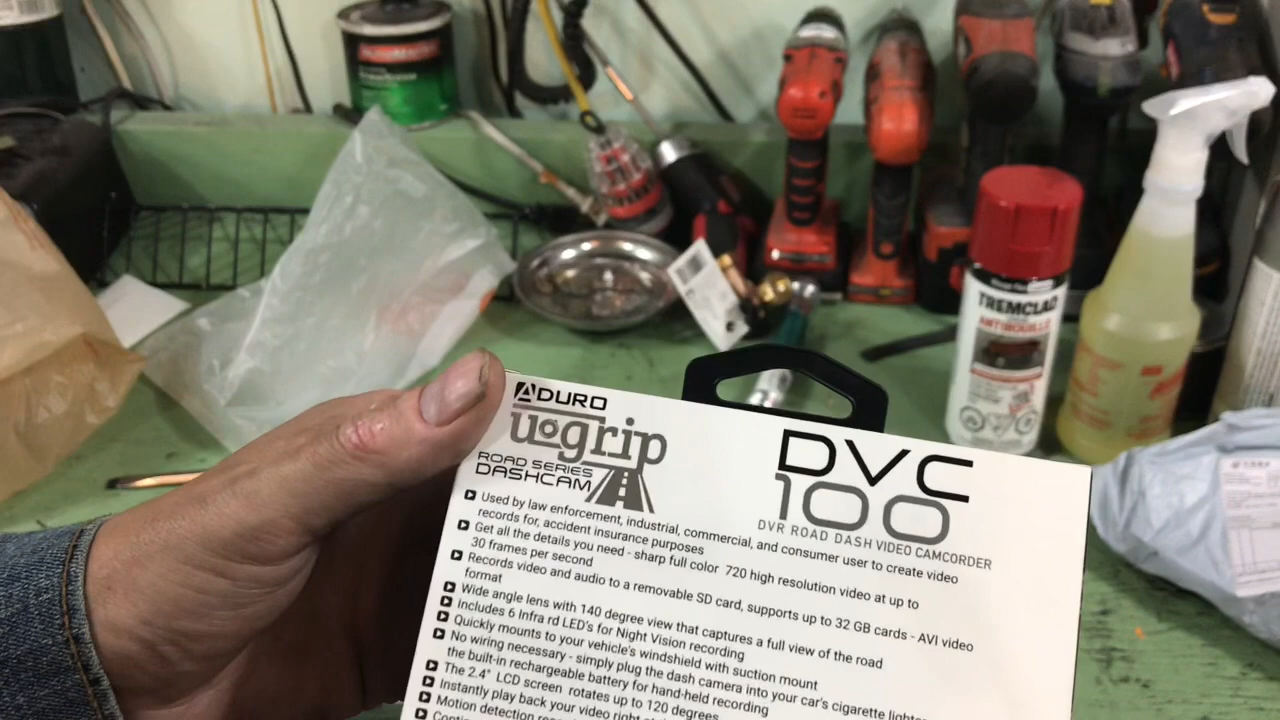 ADURO
uogrip
ROAD SERIES
DASHCAM
DVC
100
DVR ROAD DASH VIDEO CAMCORDER
Used by law enforcement, industrial, commercial, and consumer user to create video
records for, accident insurance purposes
Get all the details you need - sharp full color 720 high resolution video at up to
30 frames per second
Records video and audio to a removable SD card, supports up to 32 GB cards - AVI video
format
Wide angle lens with 140 degree view that captures a full view of the road
Includes 6 Infra rd LED's for Night Vision recording
Quickly mounts to your vehicle's windshield with suction mount
No wiring necessary - simply plug the dash camera into your car's cigarette lighter
the built-in rechargeable battery for hand-held recording
The 2.4" LCD screen rotates up to 120 degrees
Instantly play back your video right
Motion detection
TREMCLAD
ANTIROUILLE